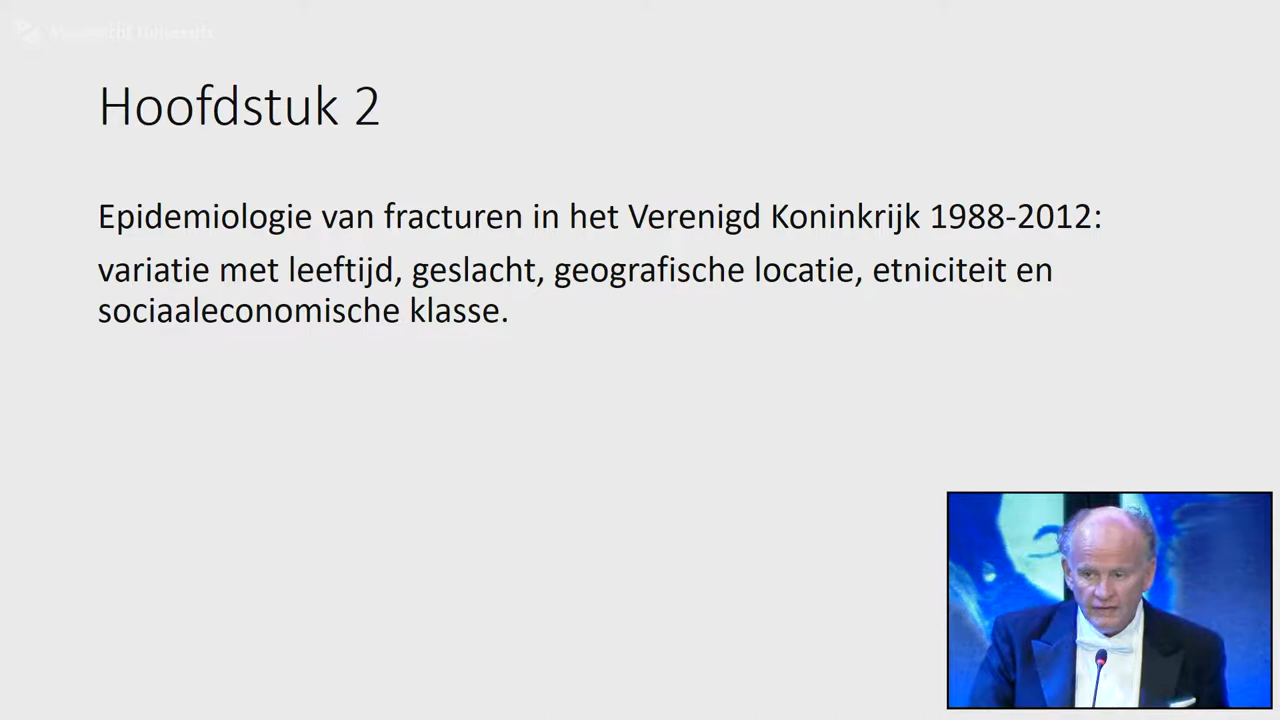 Hoofdstuk 2
Epidemiologie van fracturen in het Verenigd Koninkrijk 1988-2012:
variatie met leeftijd, geslacht, geografische locatie, etniciteit en
sociaaleconomische klasse.